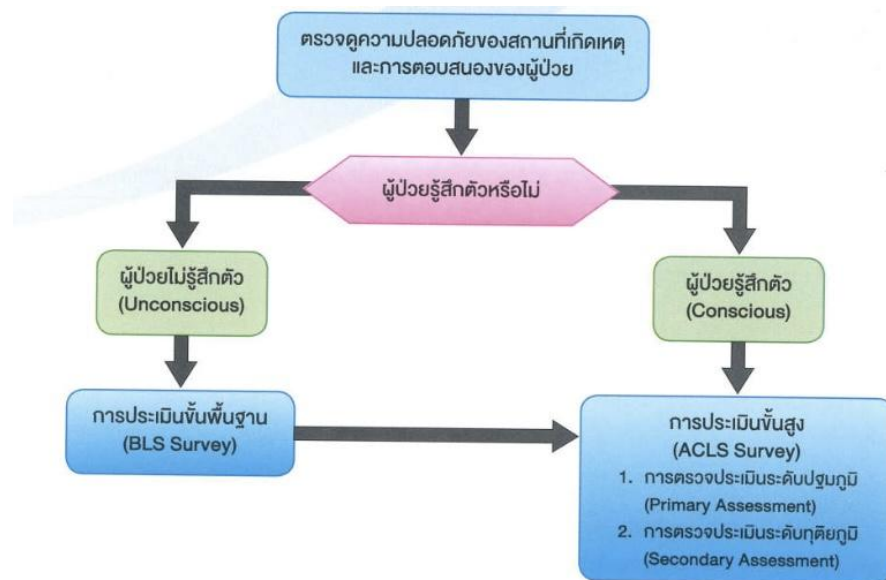 ตรวจดูความปลอดภัยของสถานที่เกิดเหตุ
และการตอบสนองของผู้ป่วย
ผู้ป่วยรู้สึกตัวหรือไม่
ผู้ป่วยไม่รู้สึกตัว
(Unconscious)
ผู้ป่วยรู้สึกตัว
(Conscious)
การประเมินขั้นพื้นฐาน
(BLS Survey)
การประเมินขั้นสูง
(ACLS Survey)
1. การตรวจประเมินระดับปฐมภูมิ
(Primary Assessment)
2. การตรวจประเมินระดับทุติยภูมิ
(Secondary Assessment)